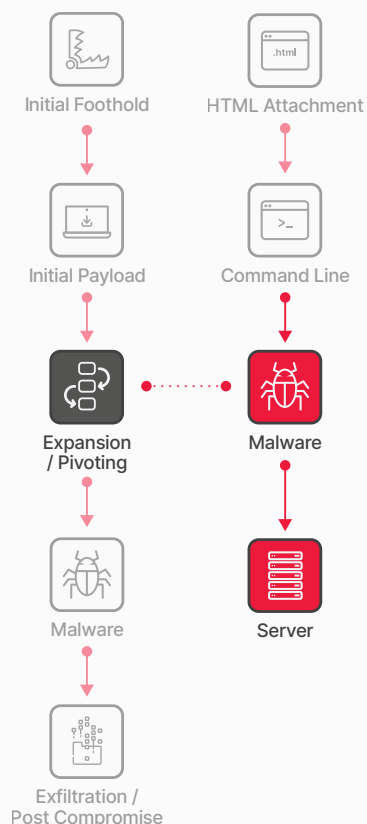 Initial Foothold
HTML Attachment
.html
Initial Payload
Command Line
>_
Expansion
/ Pivoting
Malware
Malware
Server
Exfiltration /
Post Compromise